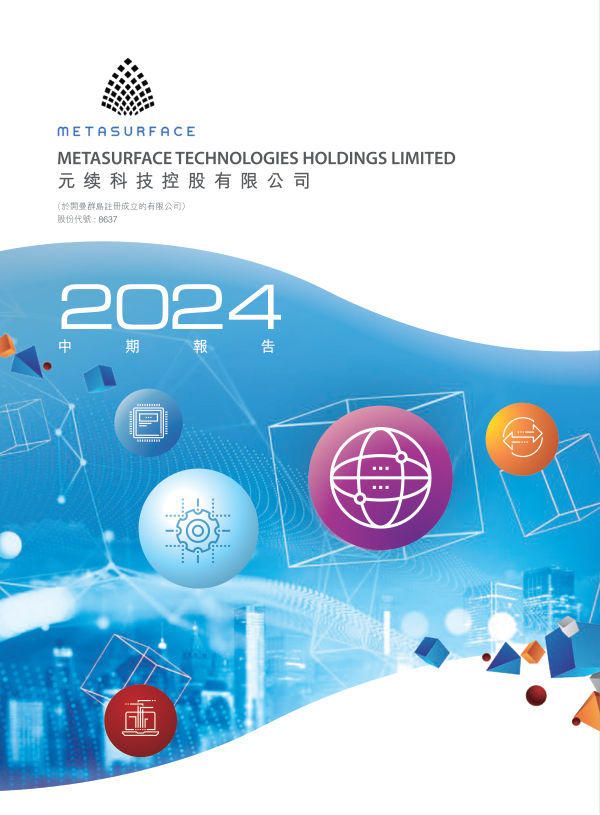 METASURFACE
METASURFACE TECHNOLOGIES HOLDINGS LIMITED
元续科技控股有限公司
(於開曼群島註冊成立的有限公司)
股份代號 : 8637
2024
中期報告